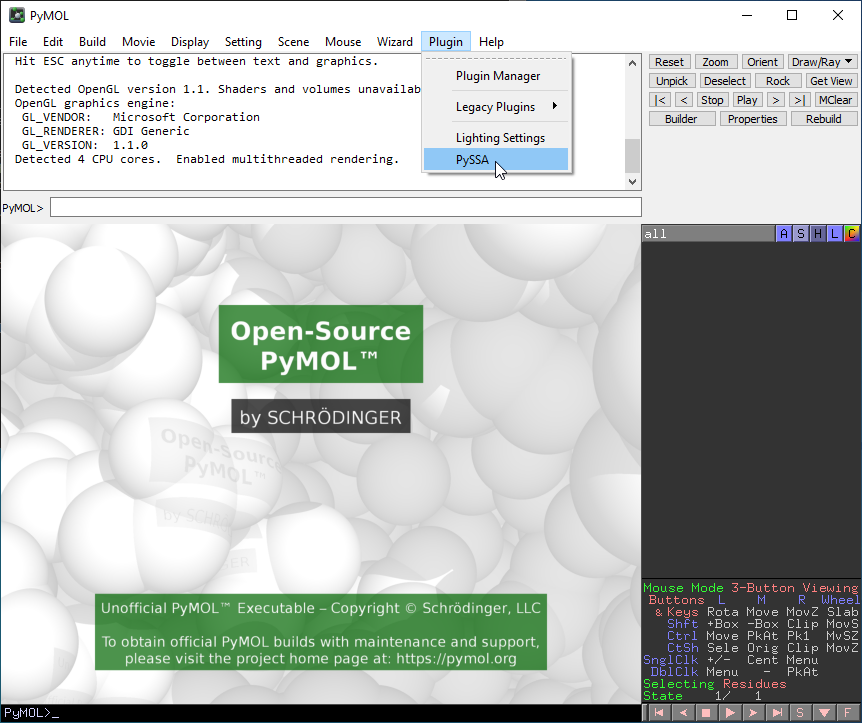 PyMOL
File Edit Build Movie Display Setting Scene Mouse Wizard Plugin Help
Hit ESC anytime to toggle between text and graphics.
Detected OpenGL version 1.1. Shaders and volumes unavailab
OpenGL graphics engine:
GL_VENDOR: Microsoft Corporation
GL_RENDERER: GDI Generic
GL_VERSION: 1.1.0
Detected 4 CPU cores. Enabled multithreaded rendering.
Plugin Manager
Legacy Plugins
Lighting Settings
PySSA
Reset Zoom Orient Draw/Ray
Unpick Deselect Rock Get View
|< < Stop Play > >| MClear
Builder Properties Rebuild
PyMOL>
all A S H L C
Open-Source
PyMOL™
by SCHRÖDINGER
Open-Source
PyMOL™
Unofficial PyMOL™ Executable – Copyright © Schrödinger, LLC
To obtain official PyMOL builds with maintenance and support,
please visit the project home page at: https://pymol.org
Mouse Mode 3-Button Viewing
Buttons L M R Wheel
& Keys Rota Move MovZ Slab
Shft +Box -Box Clip MovS
Ctrl Move PkAt Pk1 MvSZ
CtSh Sele Orig Clip MovZ
SnglClk +/- Cent Menu
DblClk Menu - PkAt
Selecting Residues
State 1/ 1
PyMOL>_
S F